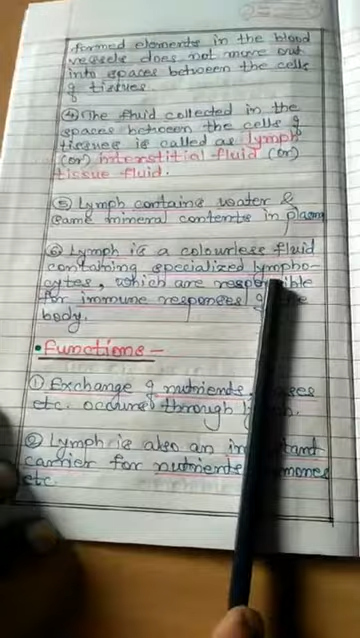 formed elements in the blood
vessels does not move out
into spaces between the cells
of tissues
④ The fluid collected in the
spaces between the cells of
tissues is called as lymph
(or) interstitial fluid (or)
tissue fluid.
⑤ Lymph contains water &
same mineral contents in plasma
⑥ Lymph is a colourless fluid
containing specialized lympho-
cytes, which are responsible
for immune responses of the
body.
• Functions –
① Exchange of nutrients,
etc. occurs through
② Lymph is also an important
carrier for nutrients
etc.